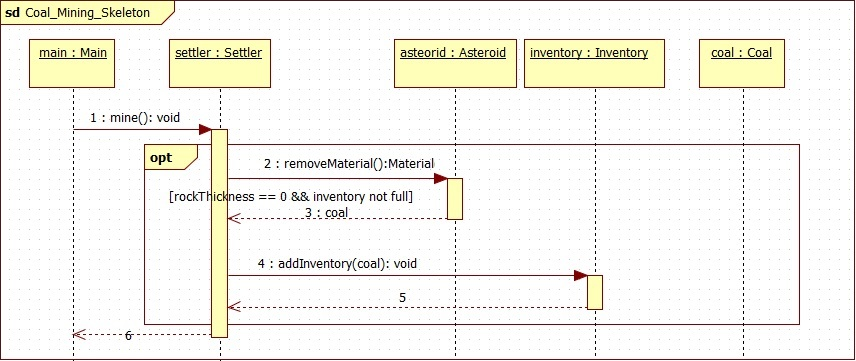 sd Coal_Mining_Skeleton
main : Main
settler : Settler
asteorid : Asteroid
inventory : Inventory
coal : Coal
1 : mine(): void
opt
2 : removeMaterial():Material
[rockThickness == 0 && inventory not full]
3 : coal
4 : addInventory(coal): void
5
6